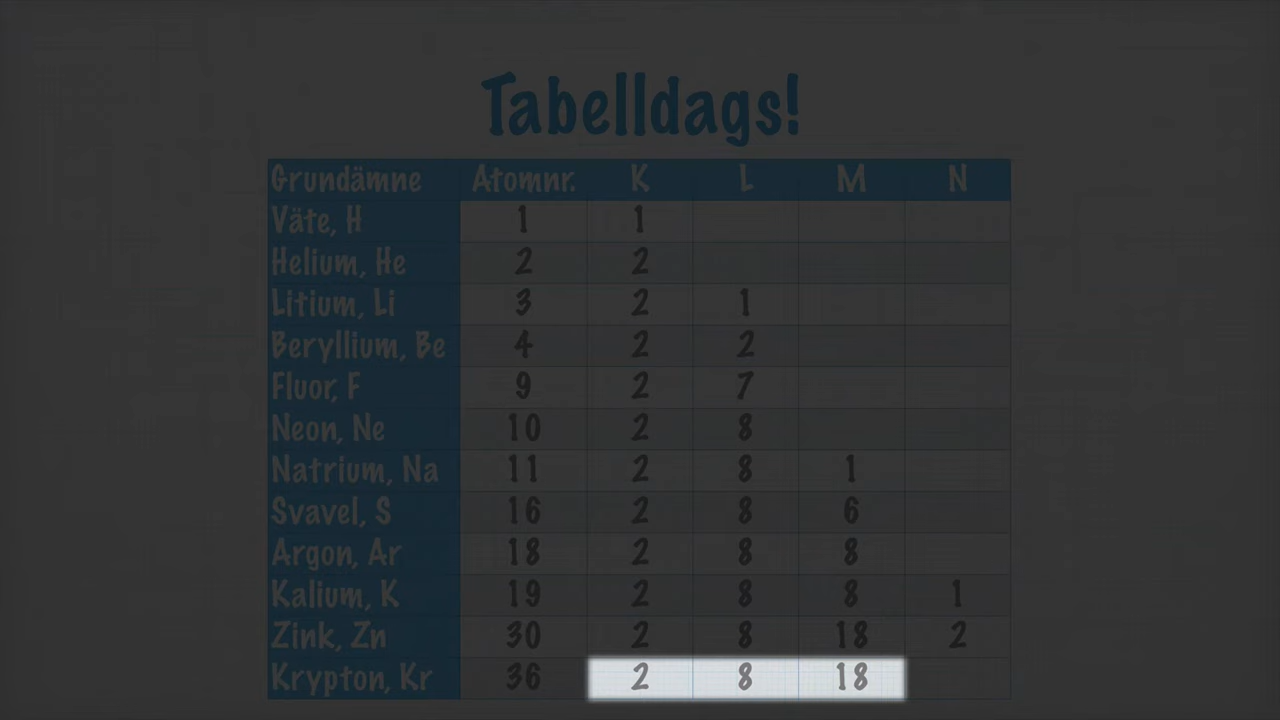 Tabelldags!
Grundämne Atomnr. K L M N
Väte, H 1 1
Helium, He 2 2
Litium, Li 3 2 1
Beryllium, Be 4 2 2
Fluor, F 9 2 7
Neon, Ne 10 2 8
Natrium, Na 11 2 8 1
Svavel, S 16 2 8 6
Argon, Ar 18 2 8 8
Kalium, K 19 2 8 8 1
Zink, Zn 30 2 8 18 2
Krypton, Kr 36 2 8 18